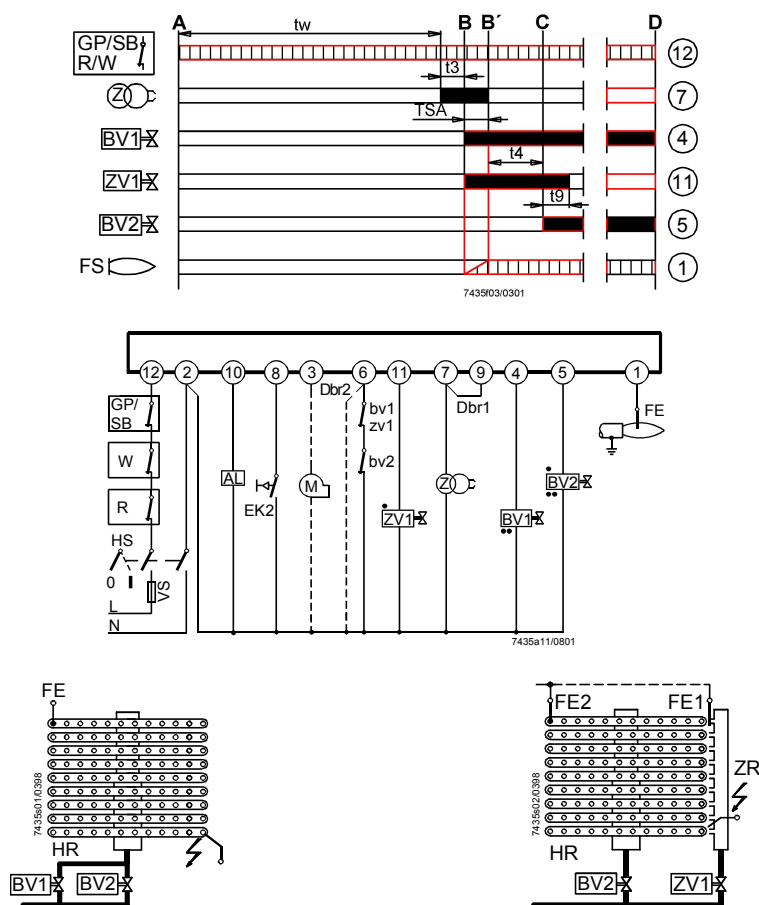 A tw B B´ C D
GP/SB
R/W
12
t3
Z
7
TSA
BV1
4
t4
ZV1
11
t9
BV2
5
FS
1
7435f03/0301
12 2 10 8 3 6 11 7 9 4 5 1
Dbr2
Dbr1
GP/
SB
bv1
zv1
FE
bv2
W
AL
M
Z
BV2
EK2
R
ZV1
BV1
HS
0
VS
L
N
7435a11/0801
FE
7435s01/0398
HR
BV1
BV2
FE2
FE1
ZR
7435s02/0398
HR
BV2
ZV1